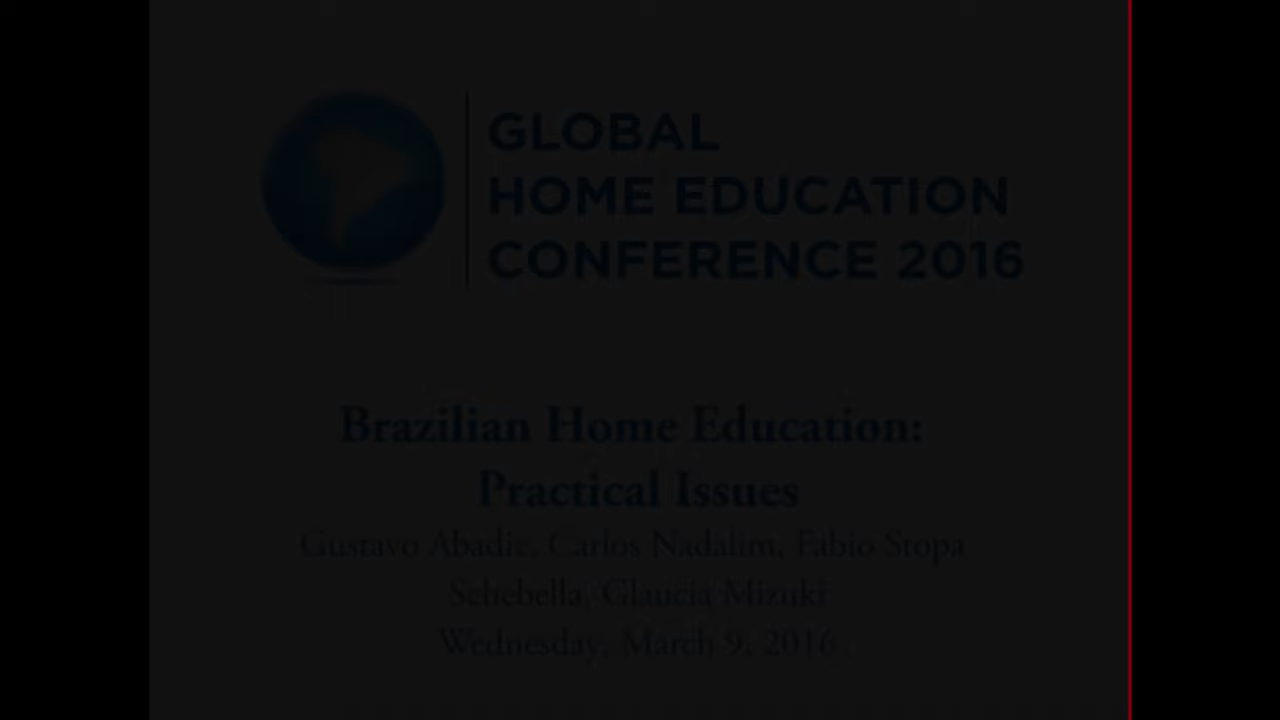 GLOBAL
HOME EDUCATION
CONFERENCE 2016
Brazilian Home Education:
Practical Issues
Gustavo Abadie, Carlos Nadalim, Fabio Stopa
Schebella, Glaucia Mizuki
Wednesday, March 9, 2016